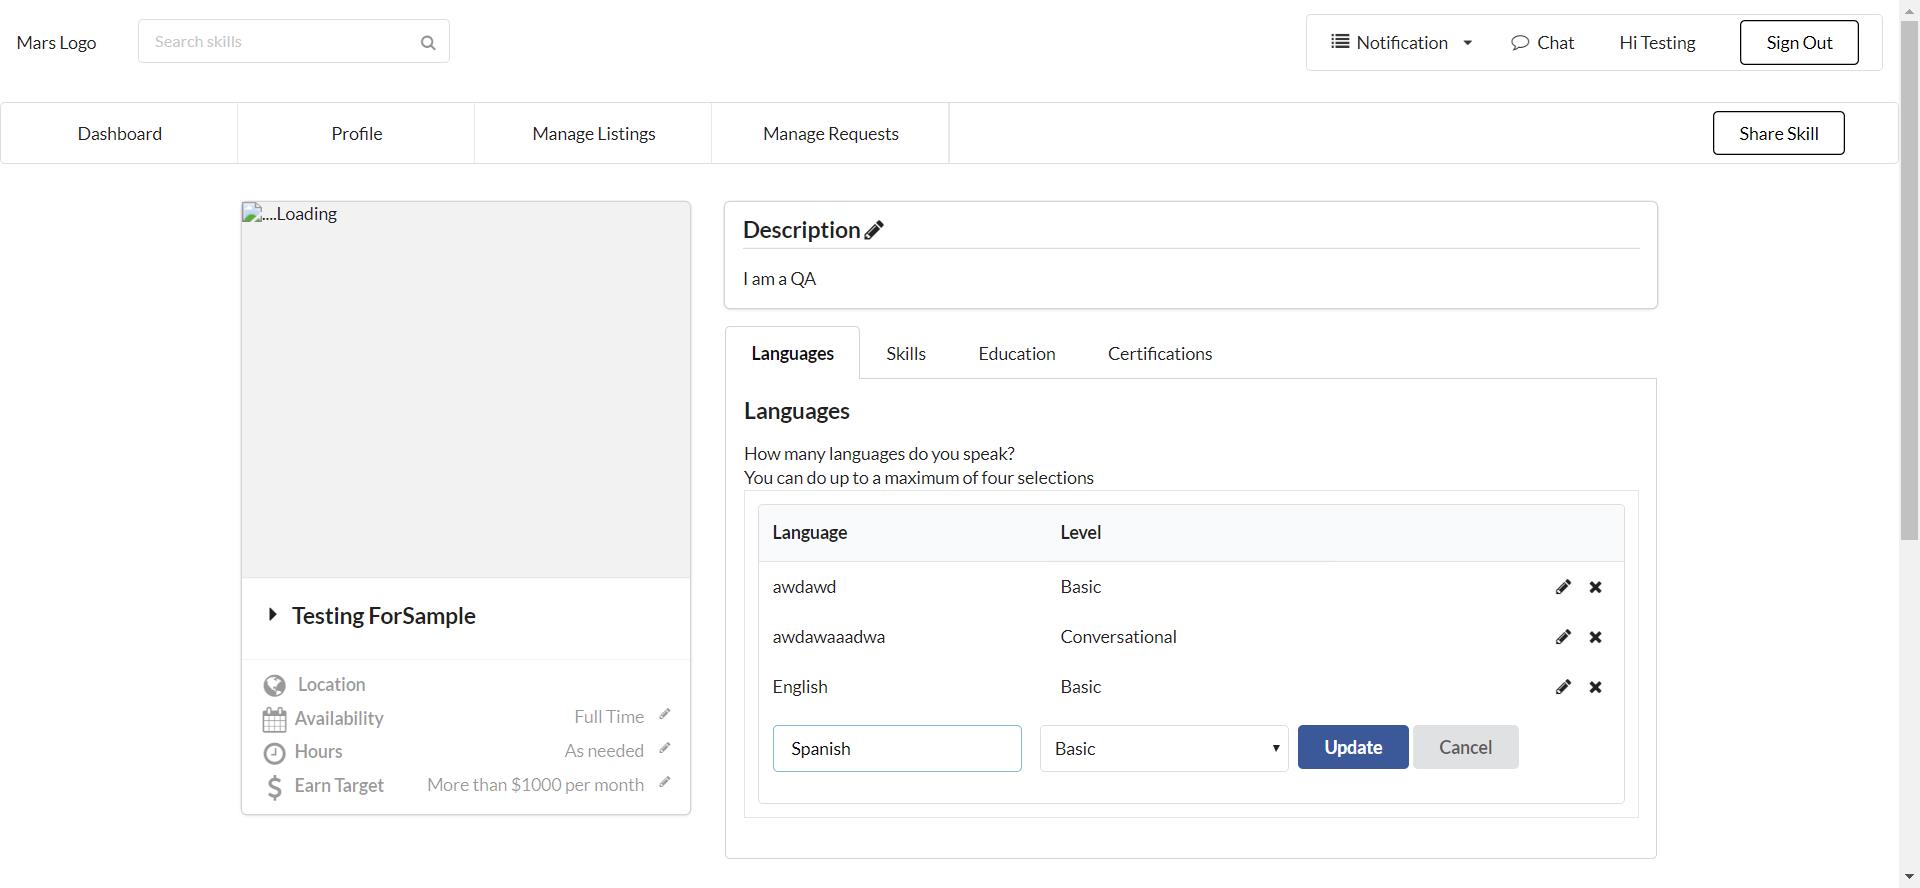 Mars Logo
Search skills
Notification
Chat
Hi Testing
Sign Out
Dashboard
Profile
Manage Listings
Manage Requests
Share Skill
....Loading
Testing ForSample
Location
Availability
Full Time
Hours
As needed
Earn Target
More than $1000 per month
Description
I am a QA
Languages
Skills
Education
Certifications
Languages
How many languages do you speak?
You can do up to a maximum of four selections
Language
Level
awdawd
Basic
awdawaaadwa
Conversational
English
Basic
Spanish
Basic
Update
Cancel